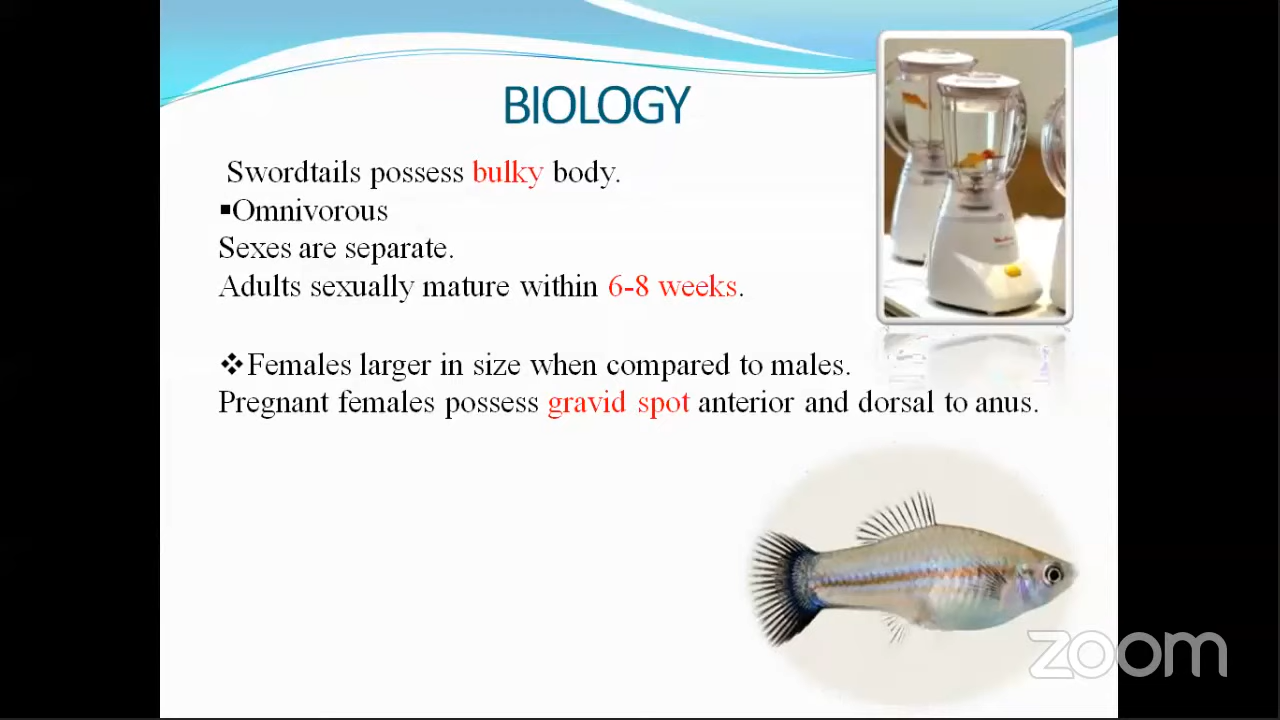 BIOLOGY
Swordtails possess bulky body.
▪Omnivorous
Sexes are separate.
Adults sexually mature within 6-8 weeks.
❖Females larger in size when compared to males.
Pregnant females possess gravid spot anterior and dorsal to anus.
zoom